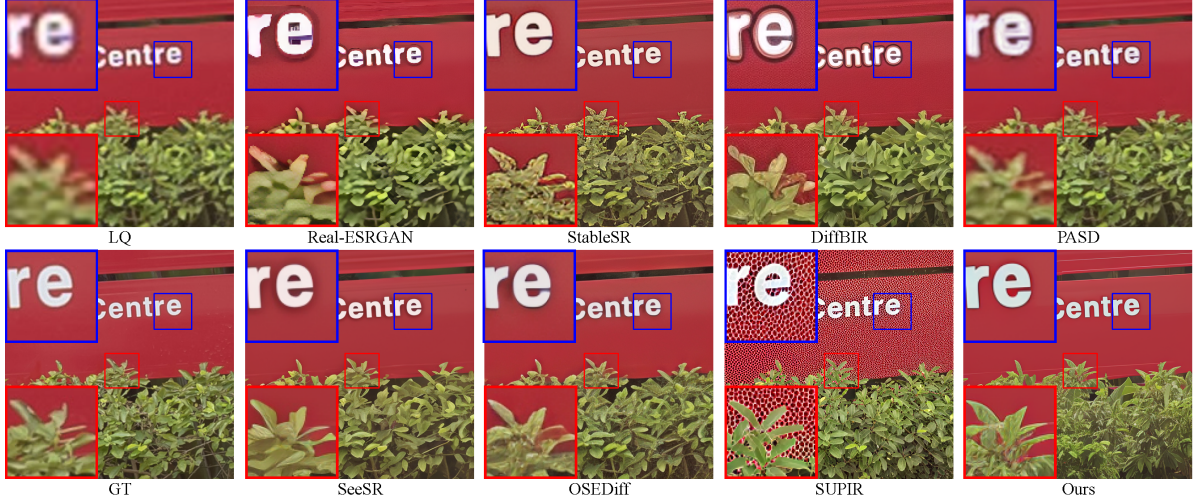 re Centre re Centre re Centre re Centre re Centre
LQ Real-ESRGAN StableSR DiffBIR PASD
re Centre re Centre re Centre re Centre re Centre
GT SeeSR OSEDiff SUPIR Ours